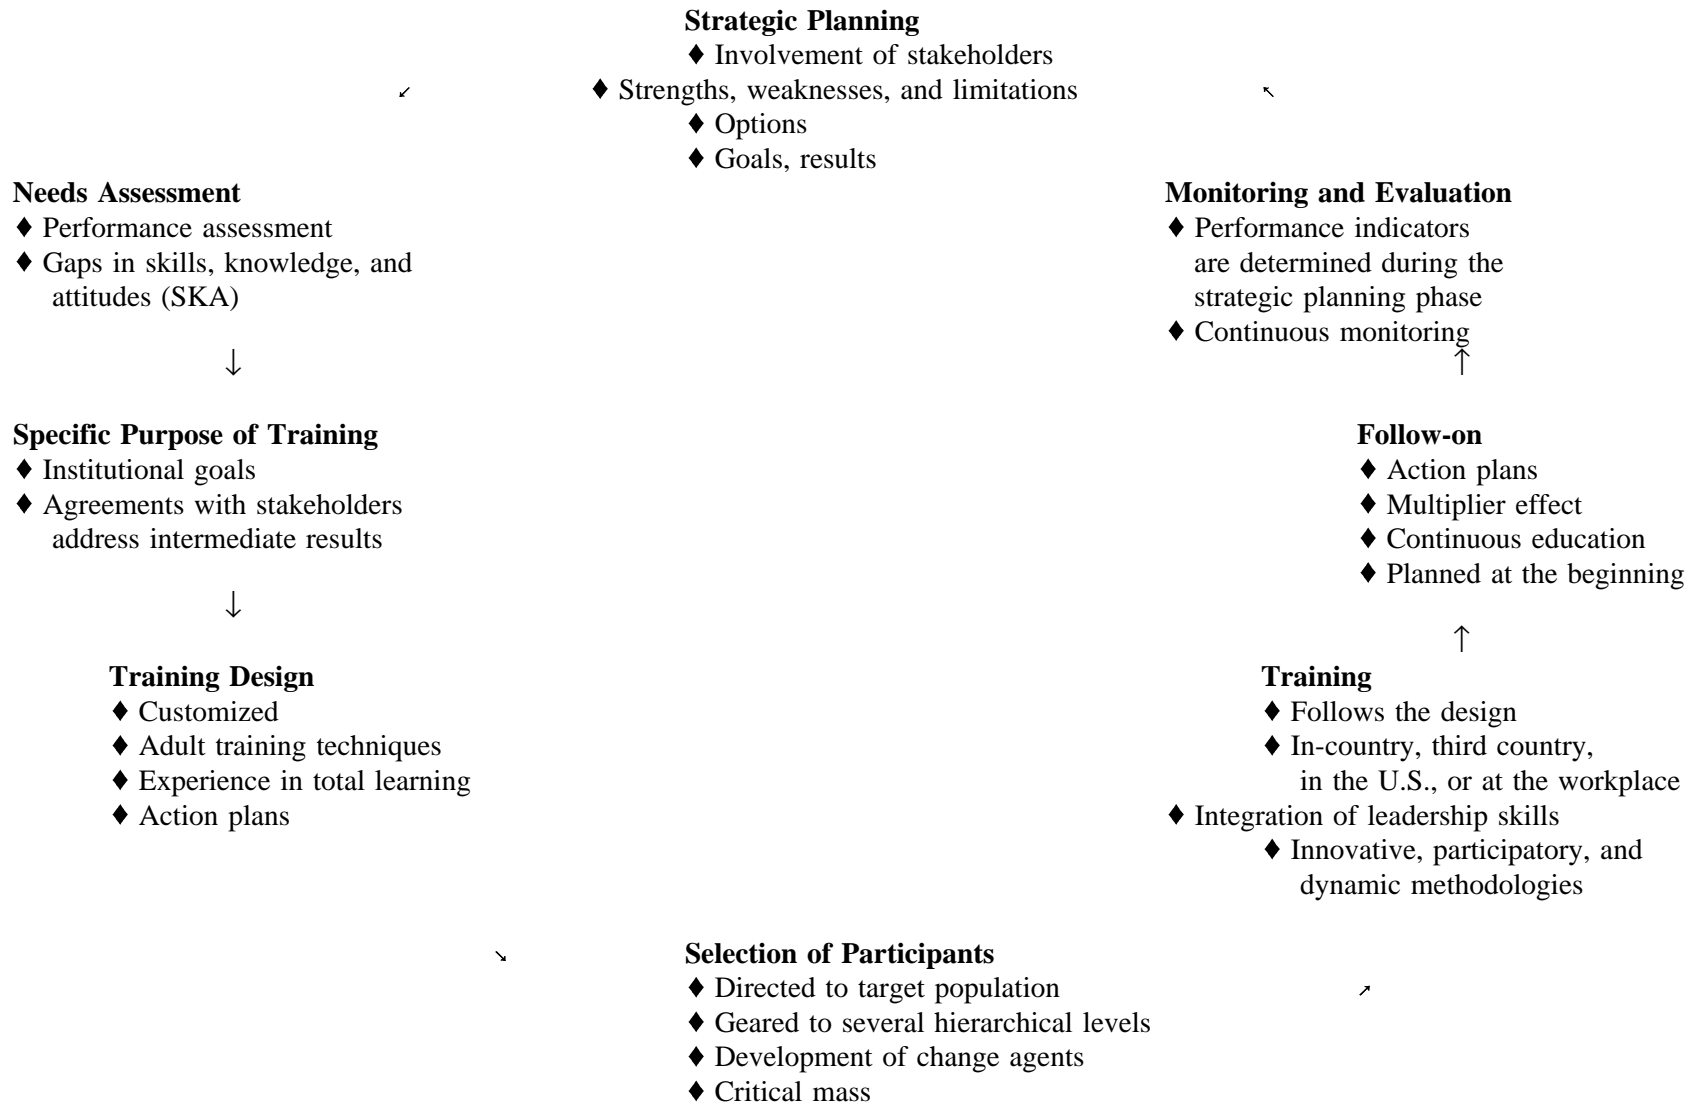 Strategic Planning
♦ Involvement of stakeholders
↙ ♦ Strengths, weaknesses, and limitations ↖
♦ Options
♦ Goals, results
Needs Assessment
♦ Performance assessment
♦ Gaps in skills, knowledge, and
attitudes (SKA)
↓
Specific Purpose of Training
♦ Institutional goals
♦ Agreements with stakeholders
address intermediate results
↓
Training Design
♦ Customized
♦ Adult training techniques
♦ Experience in total learning
♦ Action plans
↘
Selection of Participants
♦ Directed to target population
↗
♦ Geared to several hierarchical levels
♦ Development of change agents
♦ Critical mass
Training
♦ Follows the design
♦ In-country, third country,
in the U.S., or at the workplace
♦ Integration of leadership skills
♦ Innovative, participatory, and
dynamic methodologies
↑
Follow-on
♦ Action plans
♦ Multiplier effect
♦ Continuous education
♦ Planned at the beginning
↑
Monitoring and Evaluation
♦ Performance indicators
are determined during the
strategic planning phase
♦ Continuous monitoring